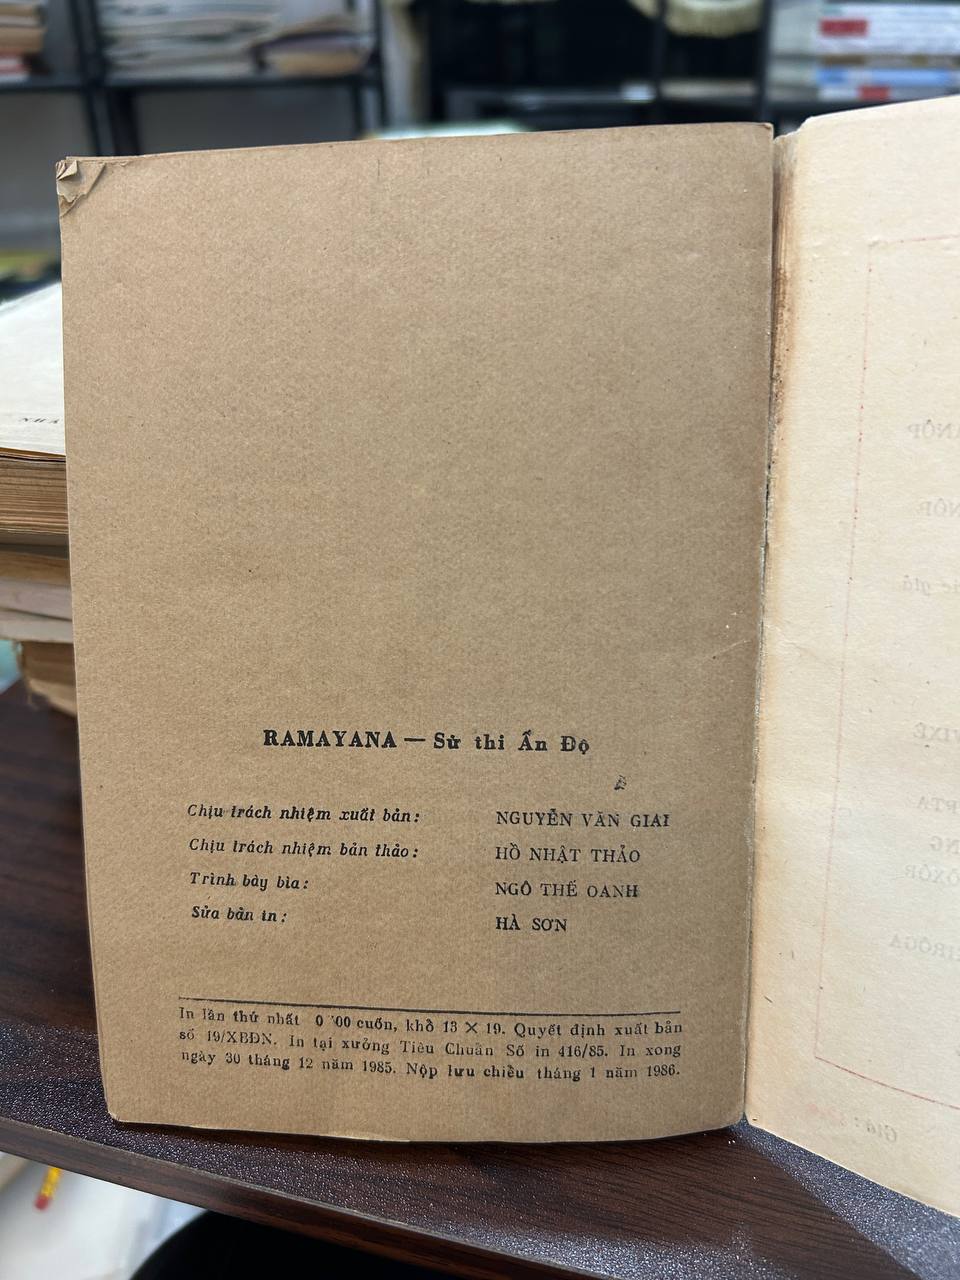 RAMAYANA — Sử thi Ấn Độ
Chịu trách nhiệm xuất bản: NGUYỄN VĂN GIAI
Chịu trách nhiệm bản thảo: HỒ NHẬT THẢO
Trình bày bìa: NGÔ THẾ OANH
Sửa bản in: HÀ SƠN
In lần thứ nhất 00 cuốn, khổ 13 × 19. Quyết định xuất bản
số 19/XBĐN. In tại xưởng Tiêu Chuẩn Số in 416/85. In xong
ngày 30 tháng 12 năm 1985. Nộp lưu chiều tháng 1 năm 1986.